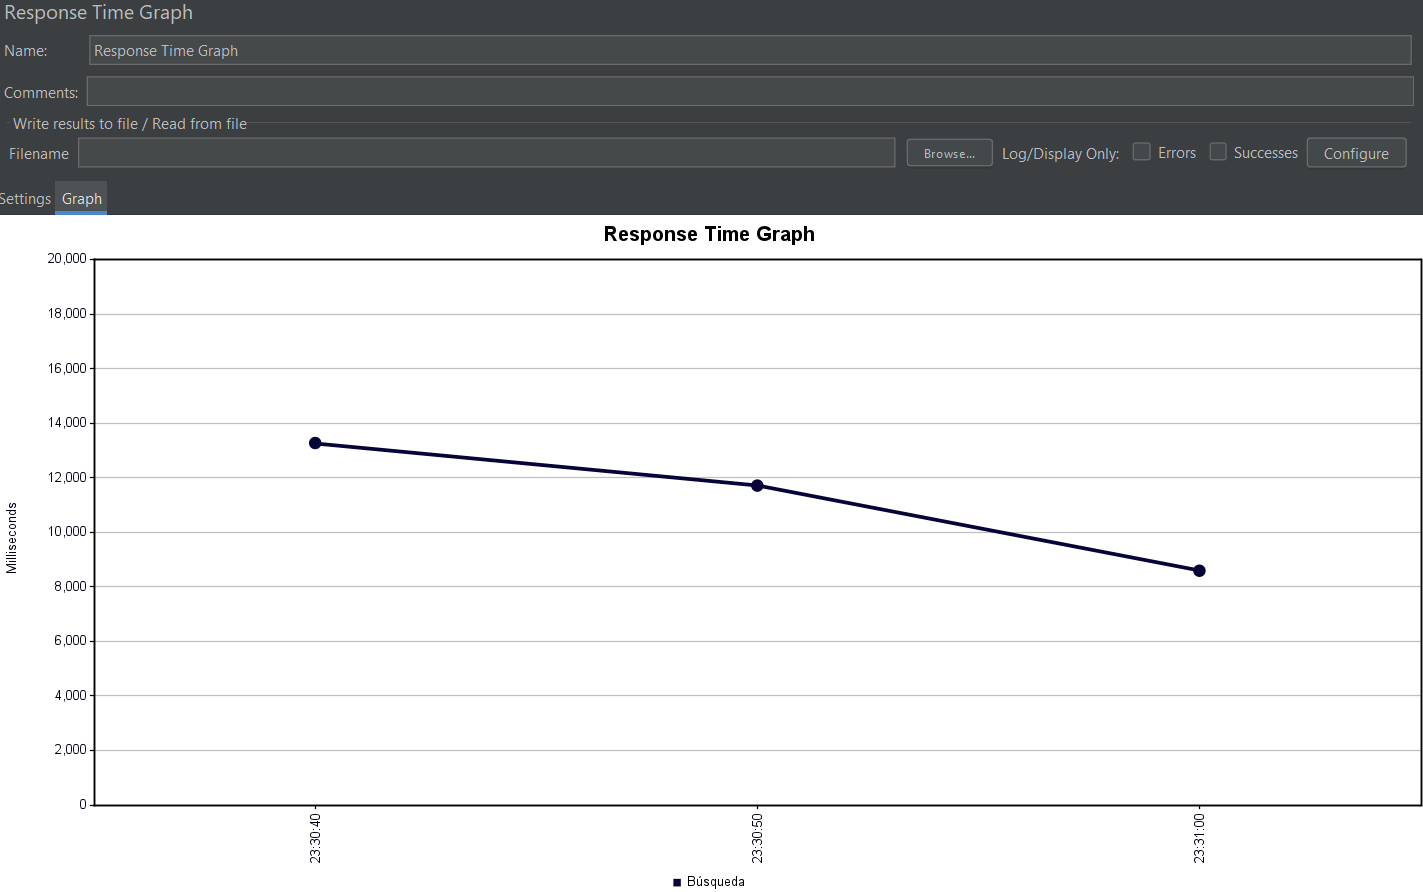 Response Time Graph
Name: Response Time Graph
Comments:
Write results to file / Read from file
Filename Browse... Log/Display Only: Errors Successes Configure
Settings Graph
Response Time Graph
20,000
18,000
16,000
14,000
12,000
10,000
8,000
6,000
4,000
2,000
0
Milliseconds
23:30:40 23:30:50 23:31:00
Búsqueda